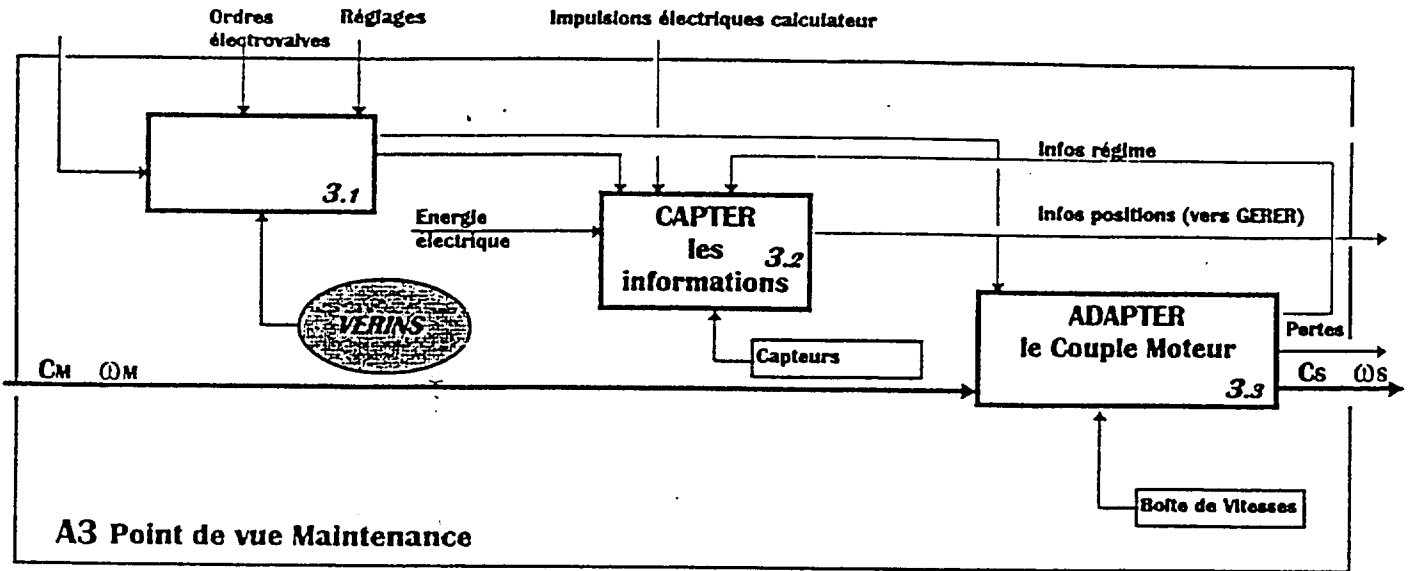 Ordres
électrovalves
Réglages
Impulsions électriques calculateur
3.1
Infos régime
Energie
électrique
CAPTER
les
informations
3.2
Infos positions (vers GERER)
VERINS
ADAPTER
le Couple Moteur
3.3
Pertes
Capteurs
CM ωM
Cs ωs
Boîte de Vitesses
A3 Point de vue Maintenance